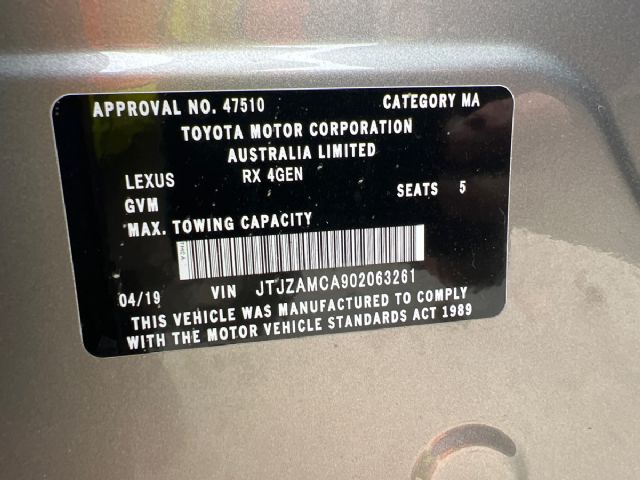 APPROVAL NO. 47510 CATEGORY MA
TOYOTA MOTOR CORPORATION
AUSTRALIA LIMITED
LEXUS RX 4GEN
GVM SEATS 5
MAX. TOWING CAPACITY
04/19 VIN JTJZAMCA902063261
THIS VEHICLE WAS MANUFACTURED TO COMPLY
WITH THE MOTOR VEHICLE STANDARDS ACT 1989